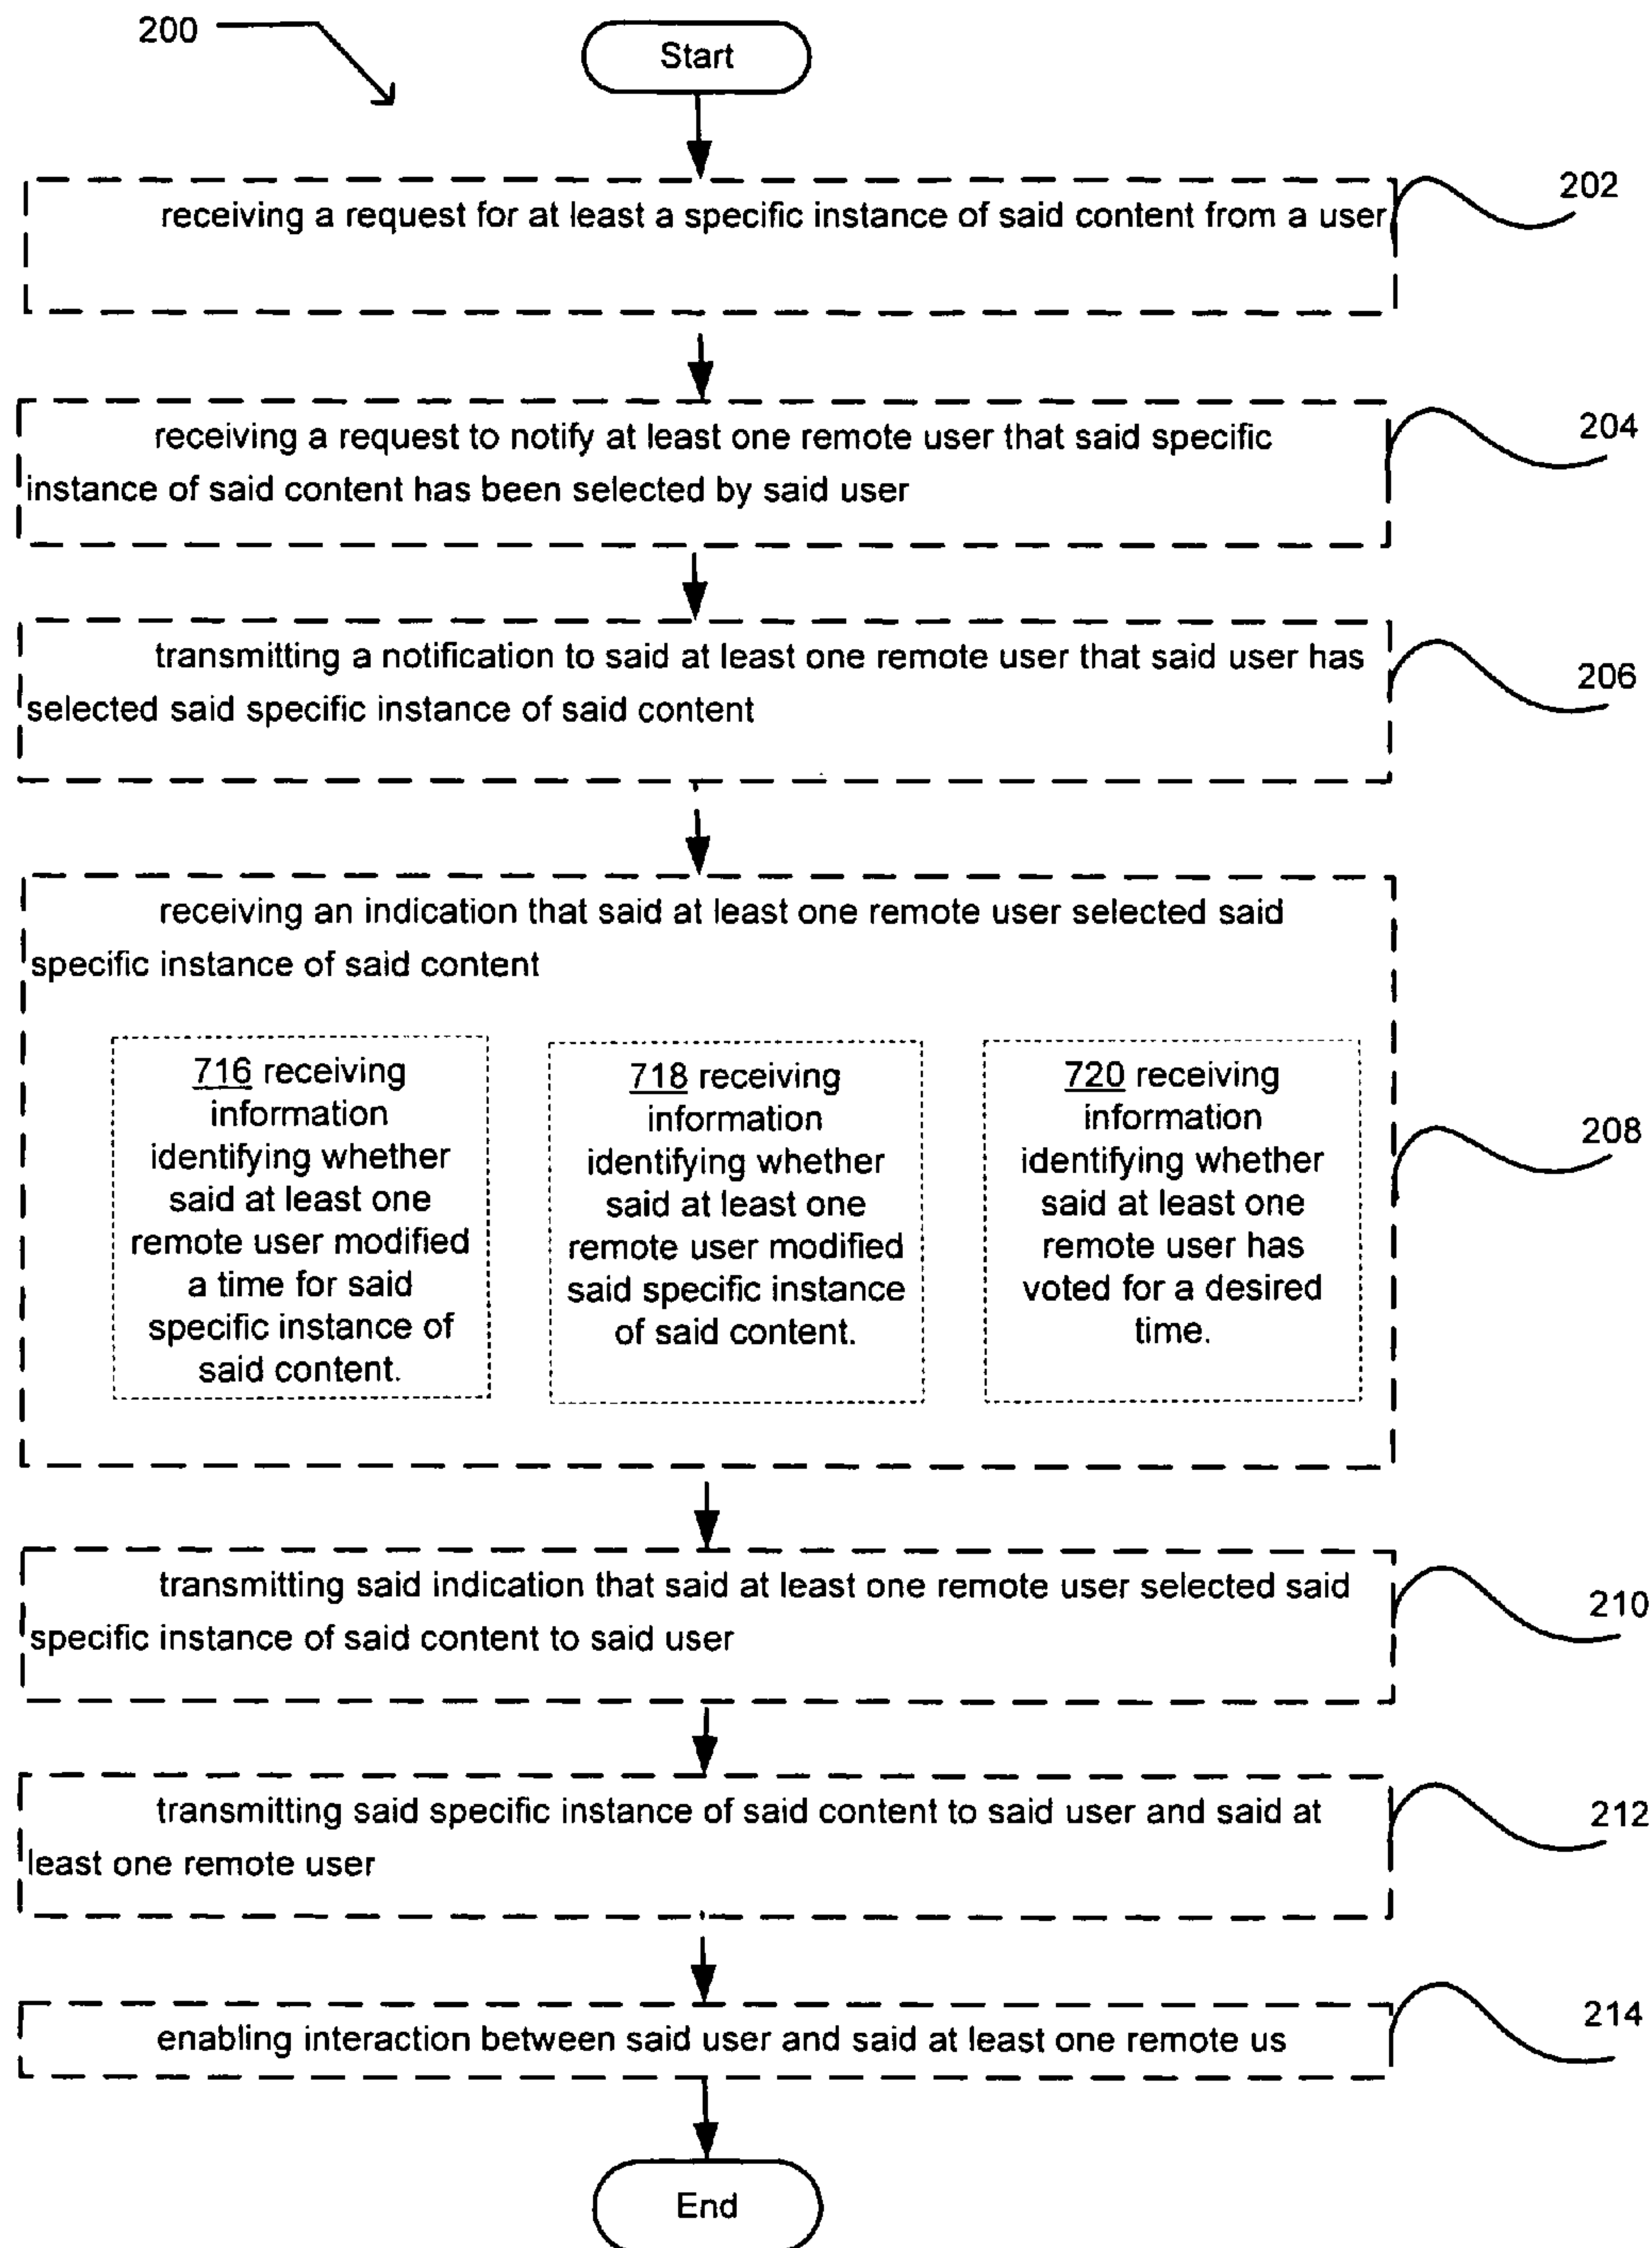 200
Start
receiving a request for at least a specific instance of said content from a user
202
receiving a request to notify at least one remote user that said specific
instance of said content has been selected by said user
204
transmitting a notification to said at least one remote user that said user has
selected said specific instance of said content
206
receiving an indication that said at least one remote user selected said
specific instance of said content
716 receiving
information
identifying whether
said at least one
remote user modified
a time for said
specific instance of
said content.
718 receiving
information
identifying whether
said at least one
remote user modified
said specific instance
of said content.
720 receiving
information
identifying whether
said at least one
remote user has
voted for a desired
time.
208
transmitting said indication that said at least one remote user selected said
specific instance of said content to said user
210
transmitting said specific instance of said content to said user and said at
least one remote user
212
enabling interaction between said user and said at least one remote us
214
End